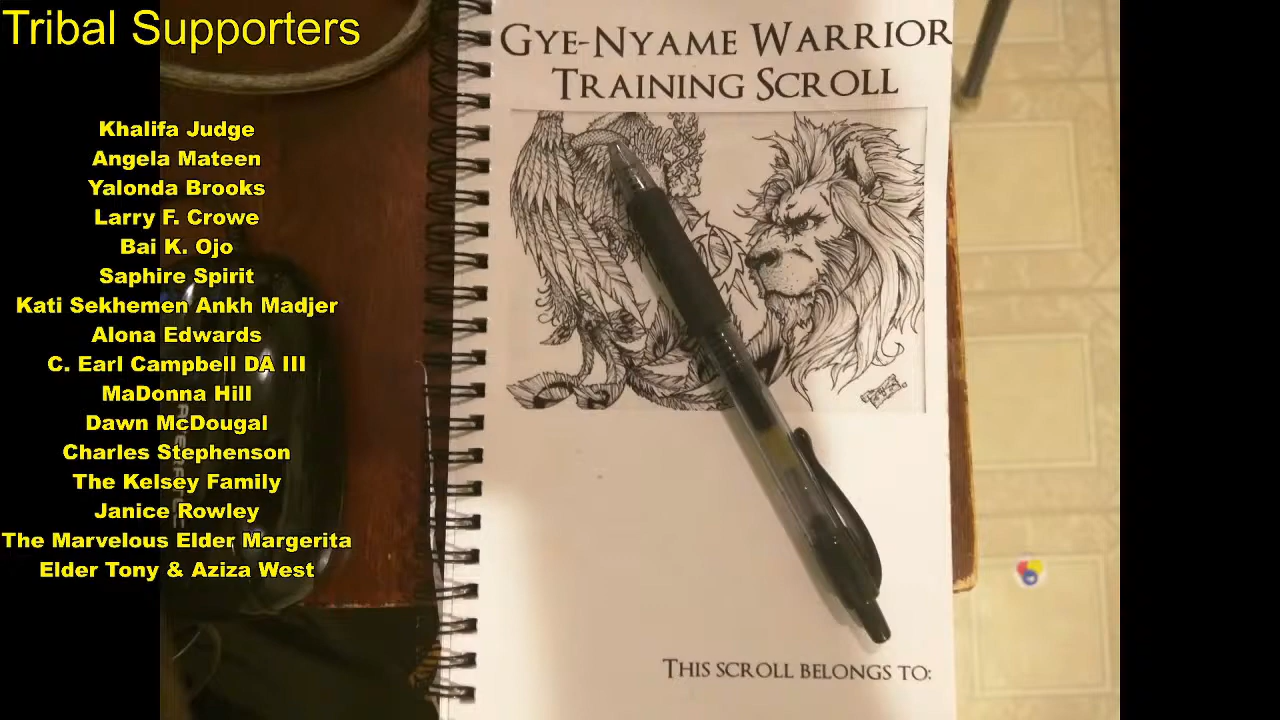 Tribal Supporters
Khalifa Judge
Angela Mateen
Yalonda Brooks
Larry F. Crowe
Bai K. Ojo
Saphire Spirit
Kati Sekhemen Ankh Madjer
Alona Edwards
C. Earl Campbell DA III
MaDonna Hill
Dawn McDougal
Charles Stephenson
The Kelsey Family
Janice Rowley
The Marvelous Elder Margerita
Elder Tony & Aziza West
GYE-NYAME WARRIOR
TRAINING SCROLL
THIS SCROLL BELONGS TO: